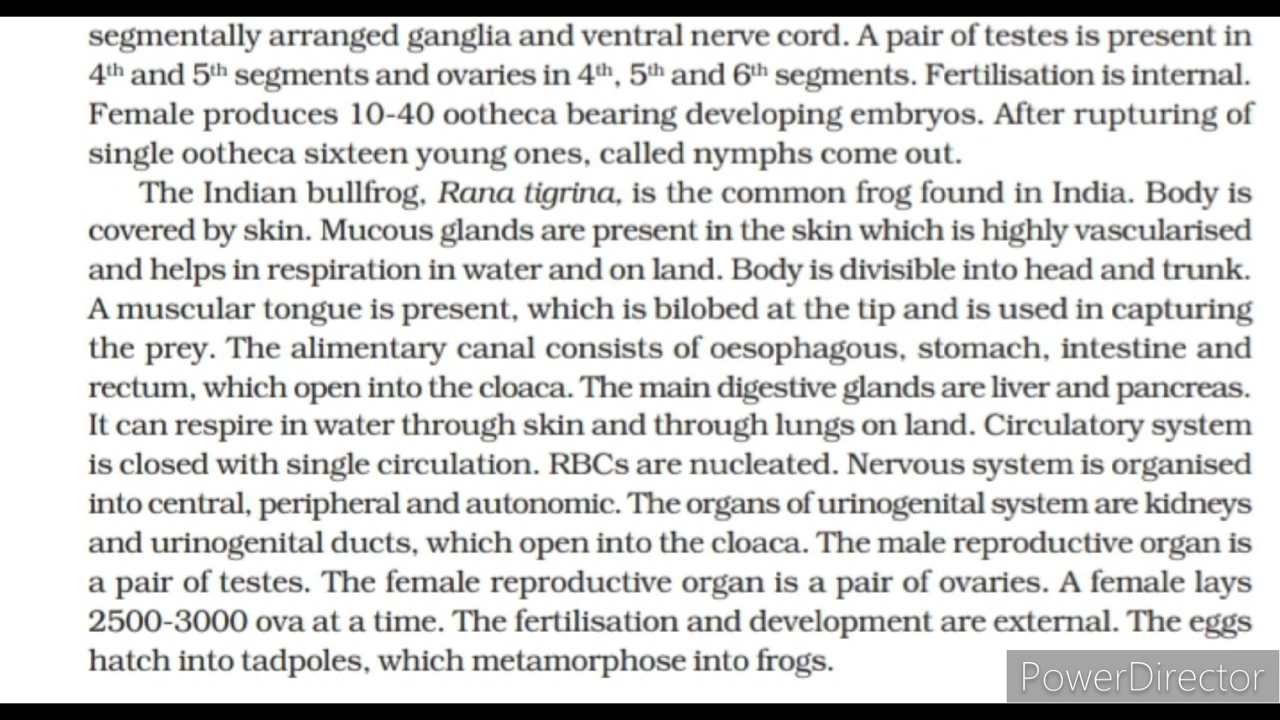 segmentally arranged ganglia and ventral nerve cord. A pair of testes is present in
4th and 5th segments and ovaries in 4th, 5th and 6th segments. Fertilisation is internal.
Female produces 10-40 ootheca bearing developing embryos. After rupturing of
single ootheca sixteen young ones, called nymphs come out.
The Indian bullfrog, Rana tigrina, is the common frog found in India. Body is
covered by skin. Mucous glands are present in the skin which is highly vascularised
and helps in respiration in water and on land. Body is divisible into head and trunk.
A muscular tongue is present, which is bilobed at the tip and is used in capturing
the prey. The alimentary canal consists of oesophagous, stomach, intestine and
rectum, which open into the cloaca. The main digestive glands are liver and pancreas.
It can respire in water through skin and through lungs on land. Circulatory system
is closed with single circulation. RBCs are nucleated. Nervous system is organised
into central, peripheral and autonomic. The organs of urinogenital system are kidneys
and urinogenital ducts, which open into the cloaca. The male reproductive organ is
a pair of testes. The female reproductive organ is a pair of ovaries. A female lays
2500-3000 ova at a time. The fertilisation and development are external. The eggs
hatch into tadpoles, which metamorphose into frogs.
PowerDirector